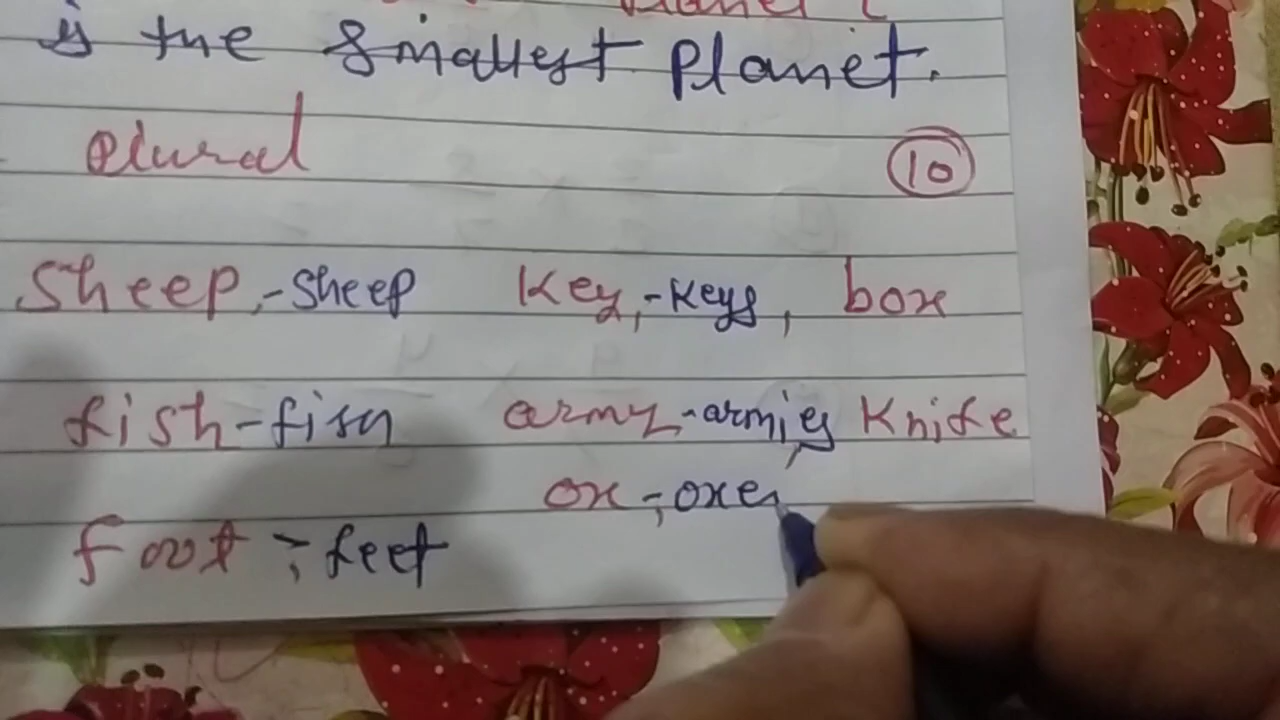 is the smallest planet.
Plural 10
Sheep, - sheep key, - keys, box
fish - fish army - armies, Knife
ox - oxen
foot - feet